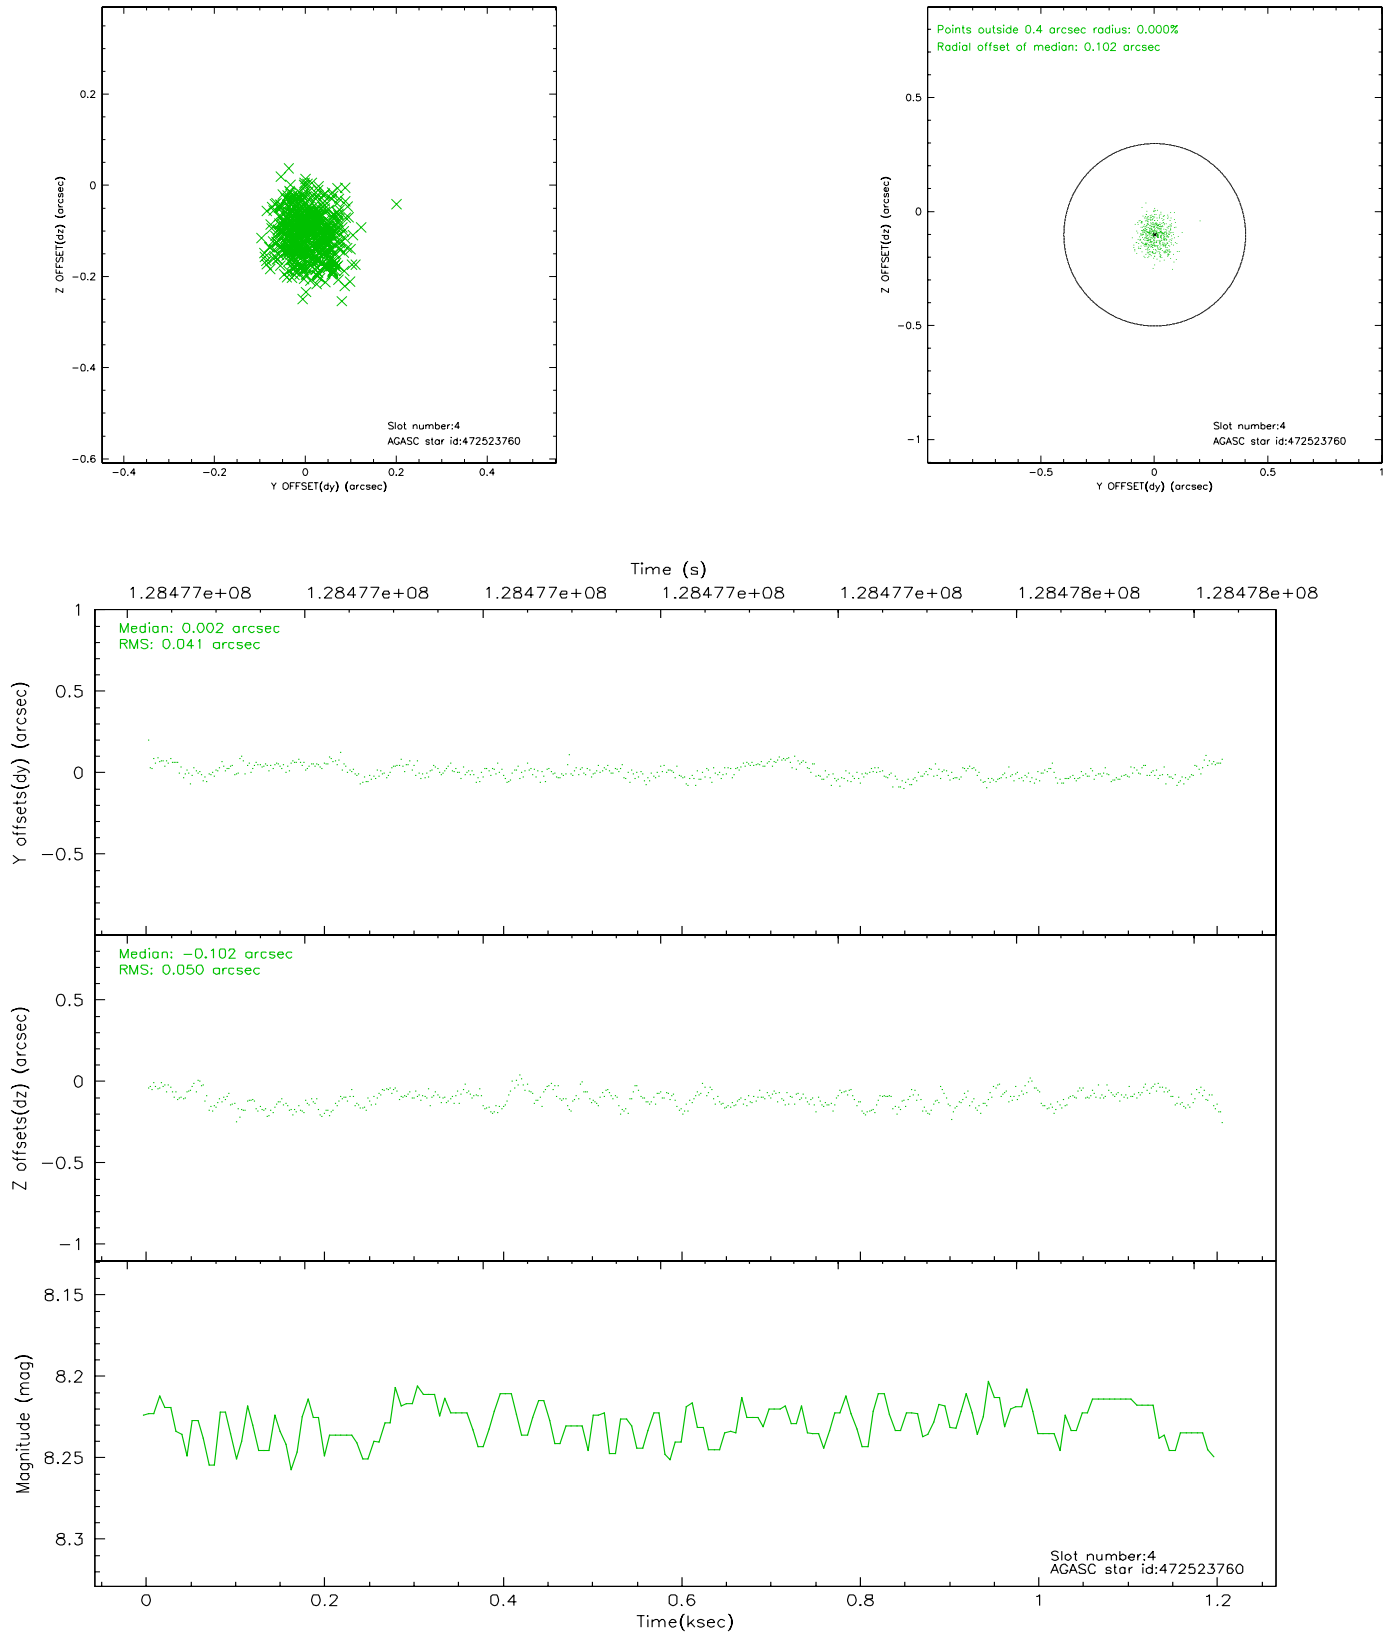 0.2
0
−0.2
−0.4
−0.6
Z OFFSET(dz) (arcsec)
−0.4
−0.2
0
0.2
0.4
Y OFFSET(dy) (arcsec)
Slot number:4
AGASC star id:472523760
Points outside 0.4 arcsec radius: 0.000%
Radial offset of median: 0.102 arcsec
0.5
0
−0.5
−1
Z OFFSET(dz) (arcsec)
−0.5
0
0.5
1
Y OFFSET(dy) (arcsec)
Slot number:4
AGASC star id:472523760
Time (s)
1.28477e+08
1.28477e+08
1.28477e+08
1.28477e+08
1.28477e+08
1.28478e+08
1.28478e+08
Median: 0.002 arcsec
RMS: 0.041 arcsec
1
0.5
0
−0.5
Y offsets(dy) (arcsec)
Median: −0.102 arcsec
RMS: 0.050 arcsec
0.5
0
−0.5
−1
Z offsets(dz) (arcsec)
8.15
8.2
8.25
8.3
Magnitude (mag)
Slot number:4
AGASC star id:472523760
0
0.2
0.4
0.6
0.8
1
1.2
Time(ksec)